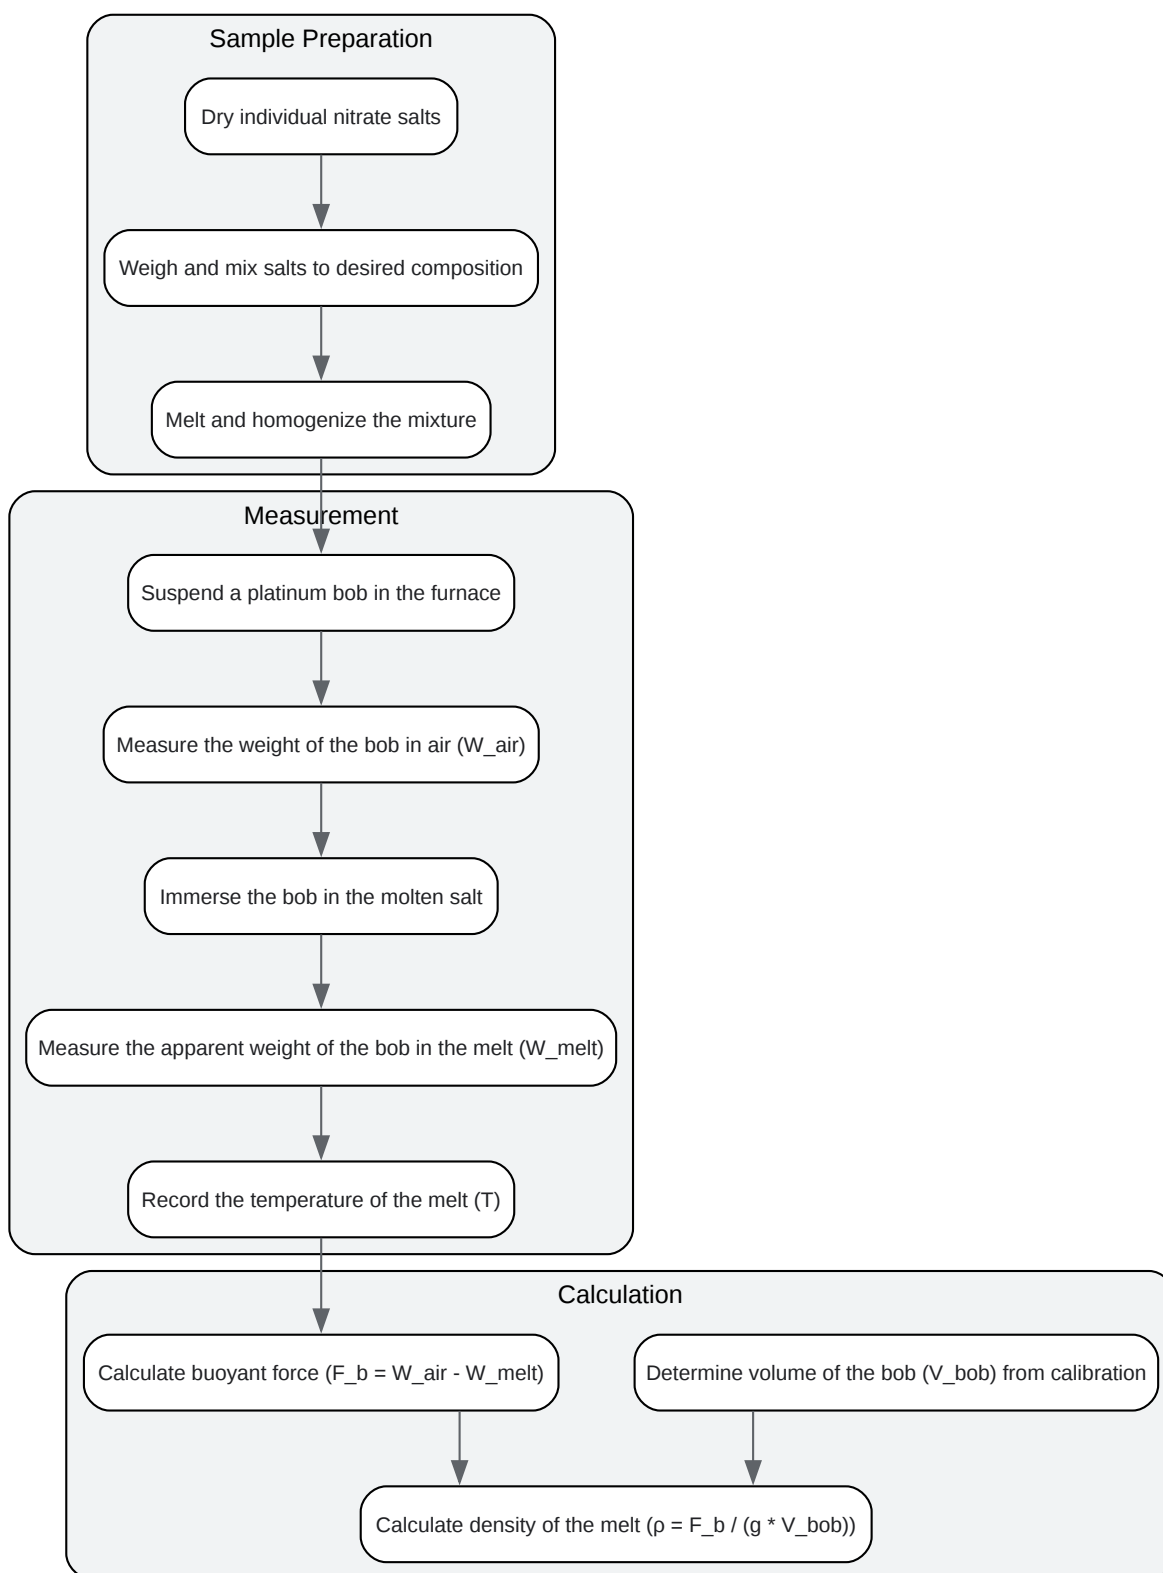 Sample Preparation
Dry individual nitrate salts
Weigh and mix salts to desired composition
Melt and homogenize the mixture
Measurement
Suspend a platinum bob in the furnace
Measure the weight of the bob in air (W_air)
Immerse the bob in the molten salt
Measure the apparent weight of the bob in the melt (W_melt)
Record the temperature of the melt (T)
Calculation
Calculate buoyant force (F_b = W_air - W_melt)
Determine volume of the bob (V_bob) from calibration
Calculate density of the melt (ρ = F_b / (g * V_bob))